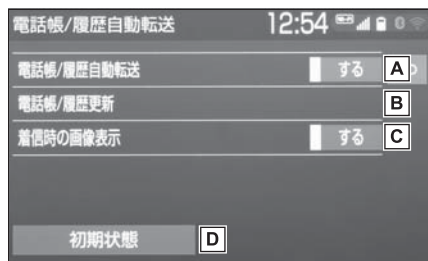 電話帳/履歴自動転送 12:54
電話帳/履歴自動転送 する A
電話帳/履歴更新 B
着信時の画像表示 する C
初期状態 D